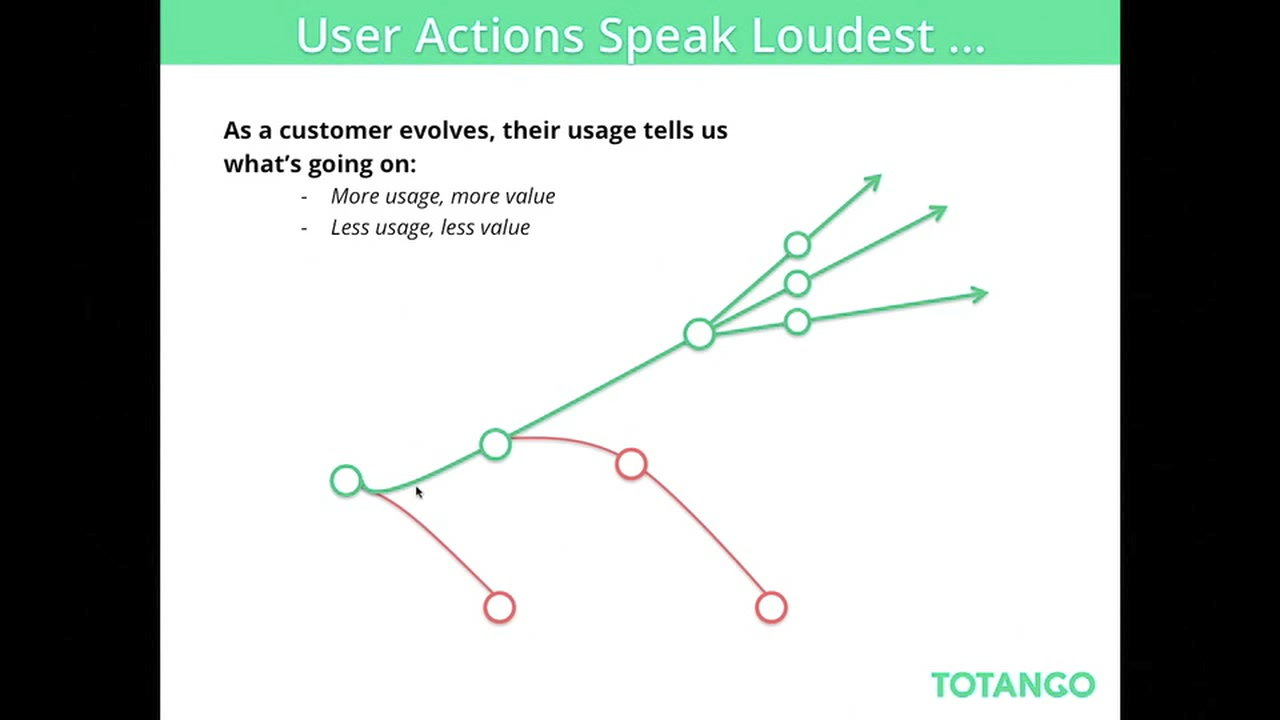 User Actions Speak Loudest ...
As a customer evolves, their usage tells us
what's going on:
- More usage, more value
- Less usage, less value
TOTANGO